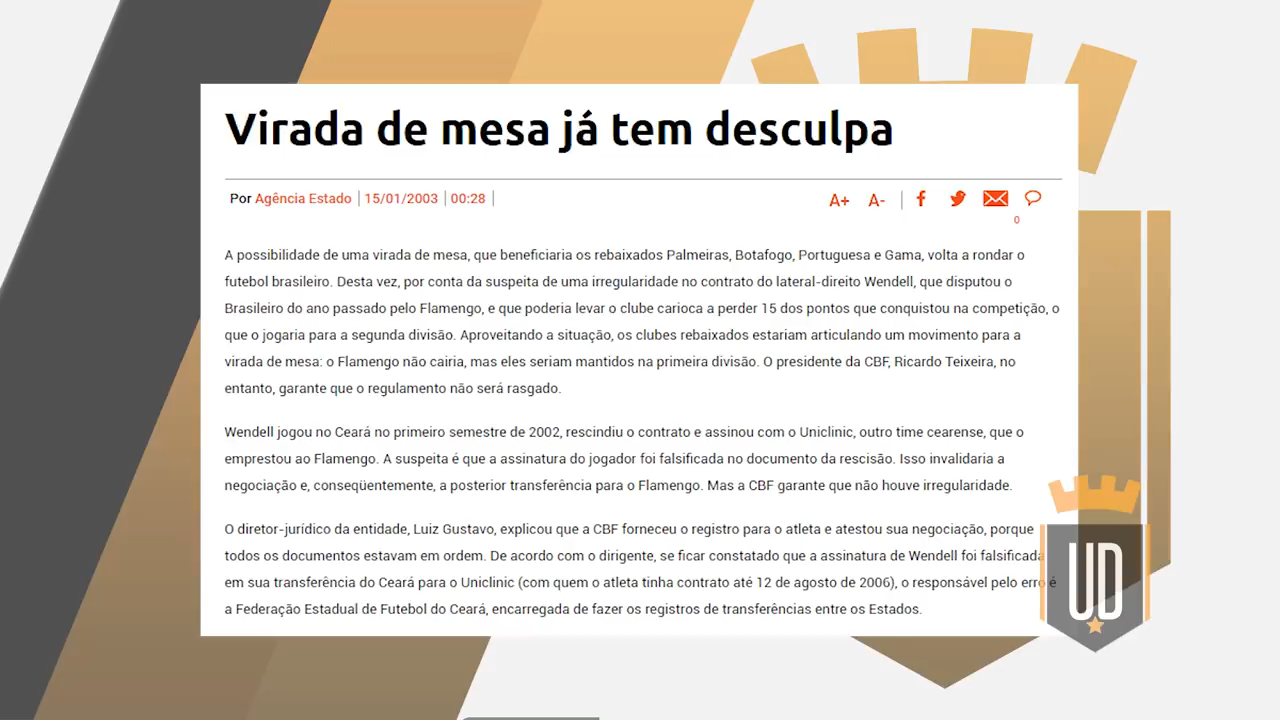 Virada de mesa já tem desculpa
Por Agência Estado | 15/01/2003 | 00:28 |
A+ A- |
0
A possibilidade de uma virada de mesa, que beneficiaria os rebaixados Palmeiras, Botafogo, Portuguesa e Gama, volta a rondar o
futebol brasileiro. Desta vez, por conta da suspeita de uma irregularidade no contrato do lateral-direito Wendell, que disputou o
Brasileiro do ano passado pelo Flamengo, e que poderia levar o clube carioca a perder 15 dos pontos que conquistou na competição, o
que o jogaria para a segunda divisão. Aproveitando a situação, os clubes rebaixados estariam articulando um movimento para a
virada de mesa: o Flamengo não cairia, mas eles seriam mantidos na primeira divisão. O presidente da CBF, Ricardo Teixeira, no
entanto, garante que o regulamento não será rasgado.
Wendell jogou no Ceará no primeiro semestre de 2002, rescindiu o contrato e assinou com o Uniclinic, outro time cearense, que o
emprestou ao Flamengo. A suspeita é que a assinatura do jogador foi falsificada no documento da rescisão. Isso invalidaria a
negociação e, conseqüentemente, a posterior transferência para o Flamengo. Mas a CBF garante que não houve irregularidade.
O diretor-jurídico da entidade, Luiz Gustavo, explicou que a CBF forneceu o registro para o atleta e atestou sua negociação, porque
todos os documentos estavam em ordem. De acordo com o dirigente, se ficar constatado que a assinatura de Wendell foi falsificada
em sua transferência do Ceará para o Uniclinic (com quem o atleta tinha contrato até 12 de agosto de 2006), o responsável pelo erro é
a Federação Estadual de Futebol do Ceará, encarregada de fazer os registros de transferências entre os Estados.
UD